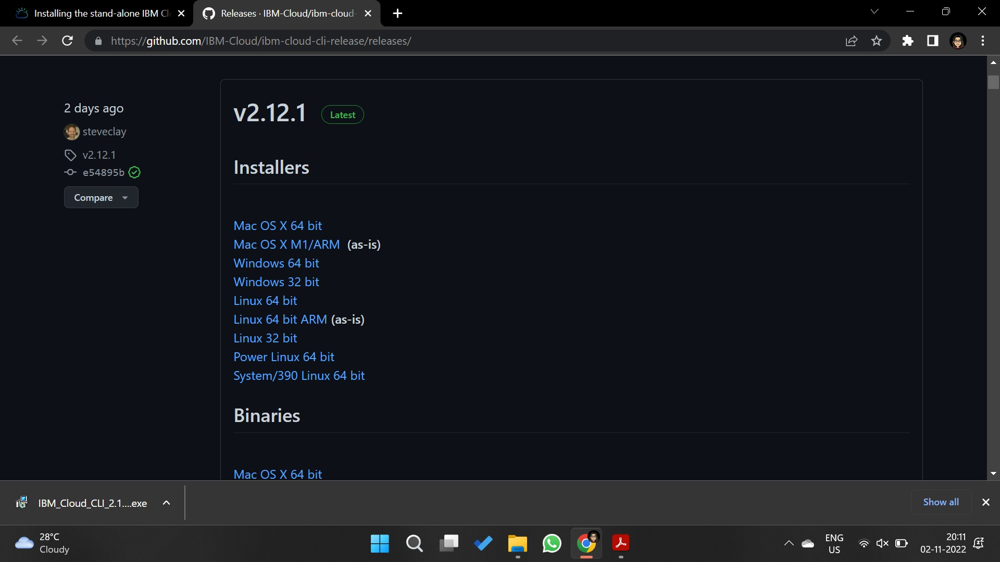 Installing the stand-alone IBM Cl
Releases · IBM-Cloud/ibm-cloud-
https://github.com/IBM-Cloud/ibm-cloud-cli-release/releases/
2 days ago
steveclay
v2.12.1
e54895b
Compare
v2.12.1 Latest
Installers
Mac OS X 64 bit
Mac OS X M1/ARM (as-is)
Windows 64 bit
Windows 32 bit
Linux 64 bit
Linux 64 bit ARM (as-is)
Linux 32 bit
Power Linux 64 bit
System/390 Linux 64 bit
Binaries
Mac OS X 64 bit
IBM_Cloud_CLI_2.1....exe
Show all
28°C
Cloudy
ENG
US
20:11
02-11-2022